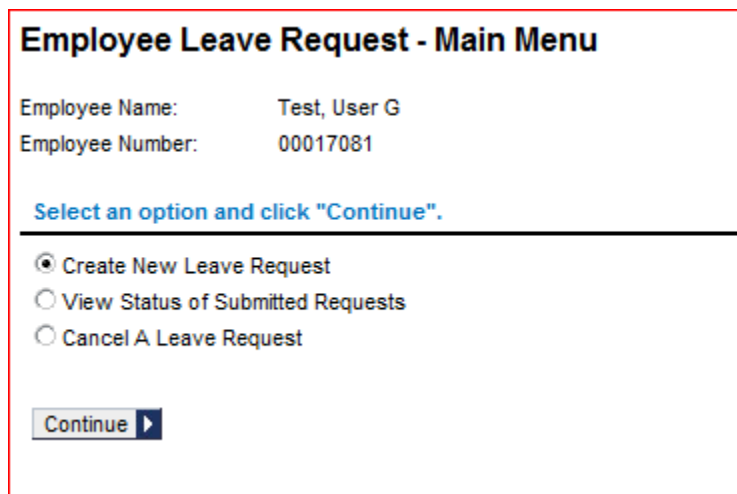 Employee Leave Request - Main Menu
Employee Name: Test, User G
Employee Number: 00017081
Select an option and click "Continue".
Create New Leave Request
View Status of Submitted Requests
Cancel A Leave Request
Continue